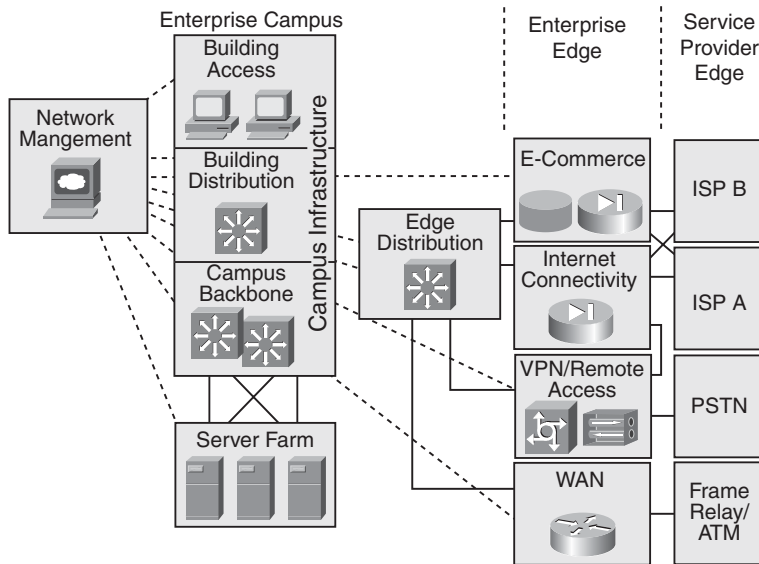 Enterprise Campus
Building
Access
Network
Mangement
Building
Distribution
Campus
Backbone
Campus Infrastructure
Server Farm
Edge
Distribution
Enterprise
Edge
E-Commerce
Internet
Connectivity
VPN/Remote
Access
WAN
Service
Provider
Edge
ISP B
ISP A
PSTN
Frame
Relay/
ATM